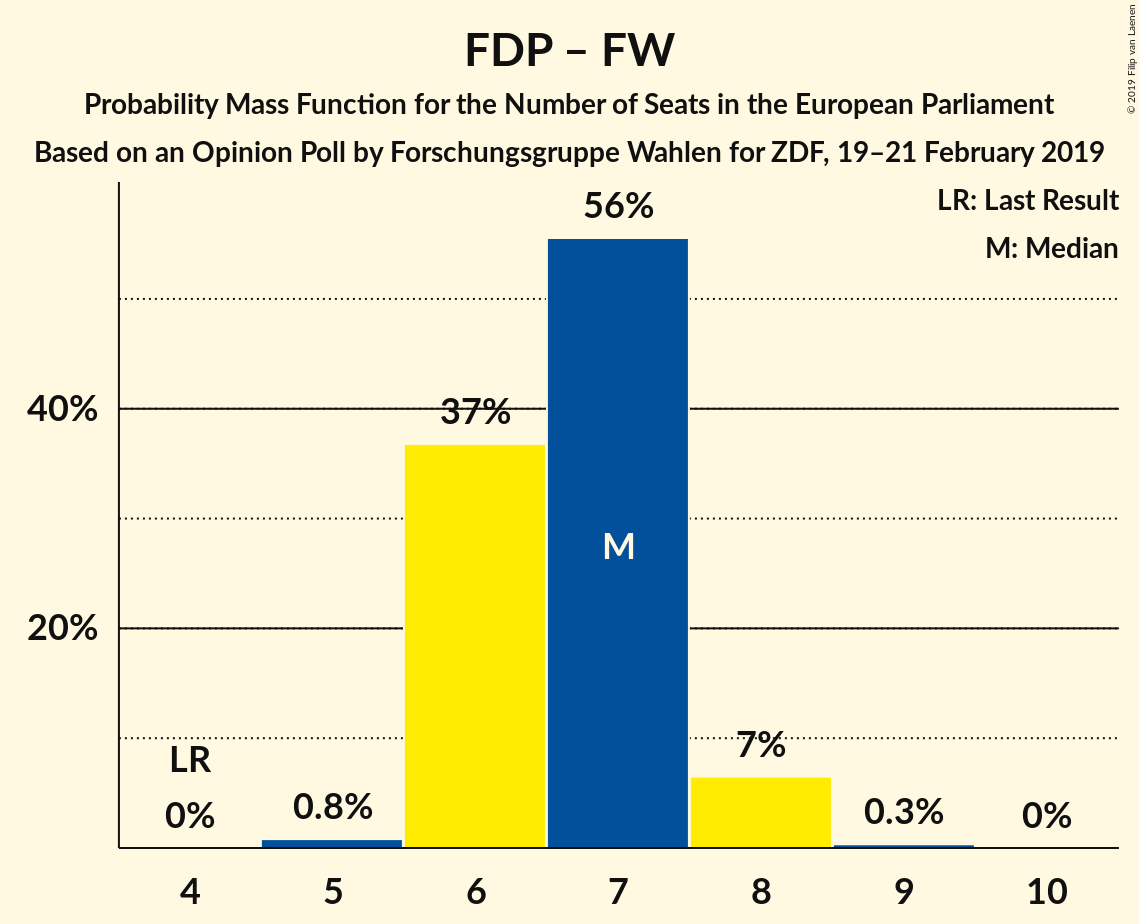 FDP – FW
Probability Mass Function for the Number of Seats in the European Parliament
Based on an Opinion Poll by Forschungsgruppe Wahlen for ZDF, 19–21 February 2019
© 2019 Filip van Laenen
LR: Last Result
M: Median
56%
40%
37%
M
20%
7%
LR
0%
0.8%
0.3%
0%
4 5 6 7 8 9 10